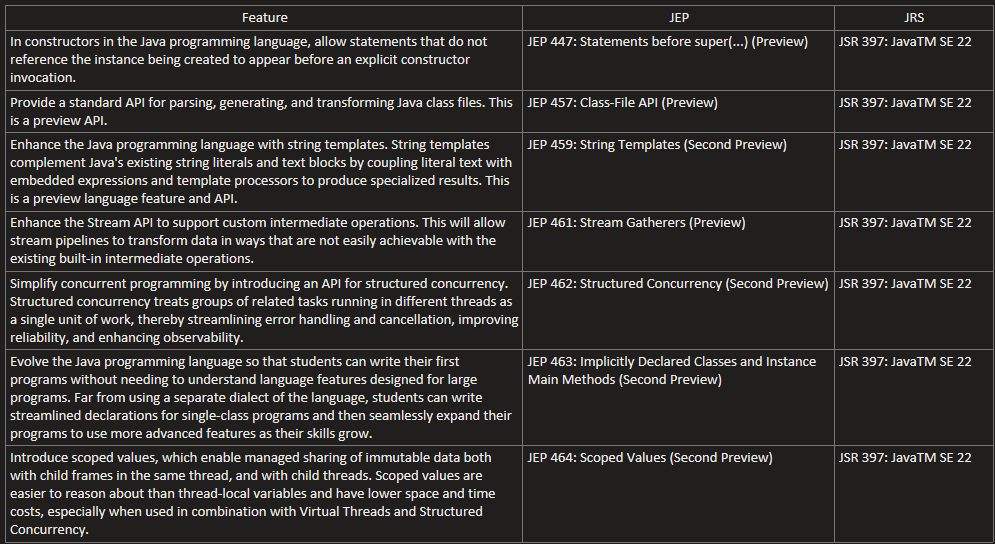 Feature JEP JRS
In constructors in the Java programming language, allow statements that do not
reference the instance being created to appear before an explicit constructor
invocation.
JEP 447: Statements before super(...) (Preview)
JSR 397: JavaTM SE 22
Provide a standard API for parsing, generating, and transforming Java class files. This
is a preview API.
JEP 457: Class-File API (Preview)
JSR 397: JavaTM SE 22
Enhance the Java programming language with string templates. String templates
complement Java's existing string literals and text blocks by coupling literal text with
embedded expressions and template processors to produce specialized results. This
is a preview language feature and API.
JEP 459: String Templates (Second Preview)
JSR 397: JavaTM SE 22
Enhance the Stream API to support custom intermediate operations. This will allow
stream pipelines to transform data in ways that are not easily achievable with the
existing built-in intermediate operations.
JEP 461: Stream Gatherers (Preview)
JSR 397: JavaTM SE 22
Simplify concurrent programming by introducing an API for structured concurrency.
Structured concurrency treats groups of related tasks running in different threads as
a single unit of work, thereby streamlining error handling and cancellation, improving
reliability, and enhancing observability.
JEP 462: Structured Concurrency (Second Preview)
JSR 397: JavaTM SE 22
Evolve the Java programming language so that students can write their first
programs without needing to understand language features designed for large
programs. Far from using a separate dialect of the language, students can write
streamlined declarations for single-class programs and then seamlessly expand their
programs to use more advanced features as their skills grow.
JEP 463: Implicitly Declared Classes and Instance
Main Methods (Second Preview)
JSR 397: JavaTM SE 22
Introduce scoped values, which enable managed sharing of immutable data both
with child frames in the same thread, and with child threads. Scoped values are
easier to reason about than thread-local variables and have lower space and time
costs, especially when used in combination with Virtual Threads and Structured
Concurrency.
JEP 464: Scoped Values (Second Preview)
JSR 397: JavaTM SE 22